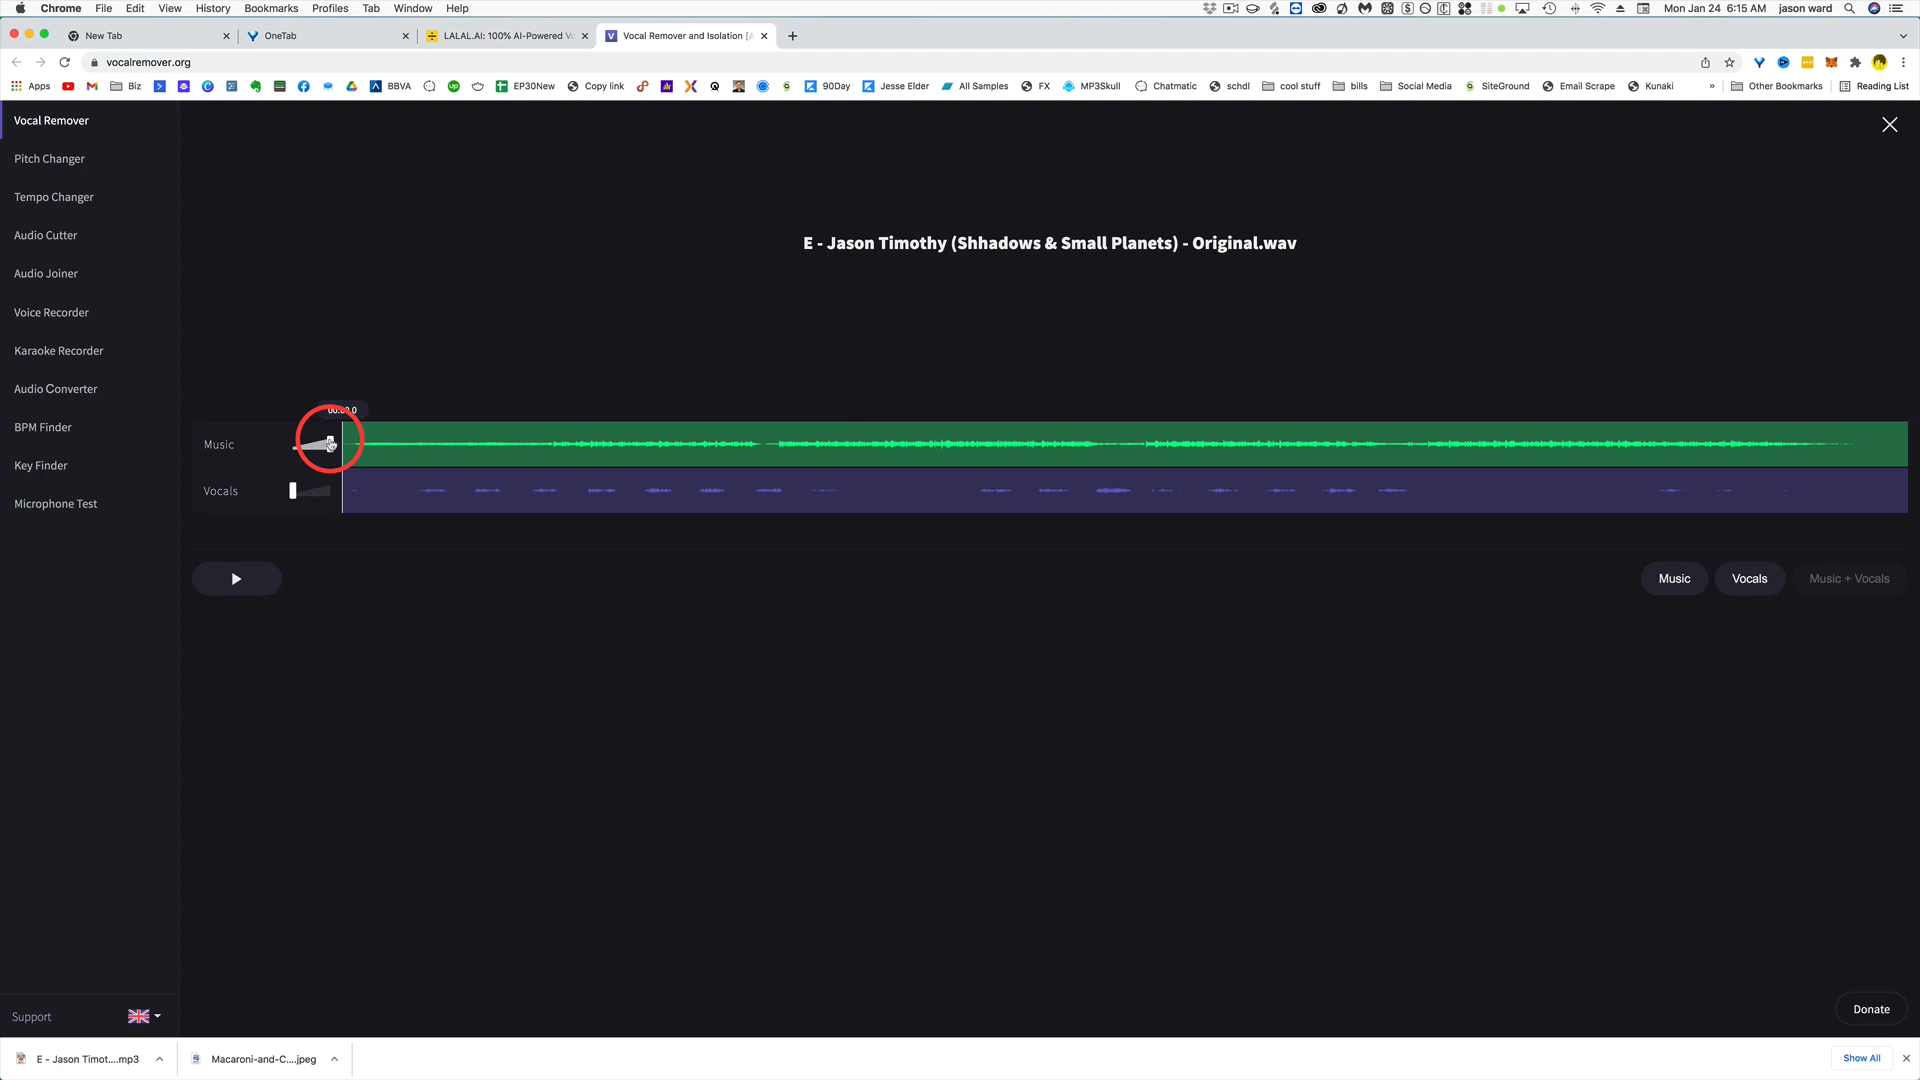 Chrome File Edit View History Bookmarks Profiles Tab Window Help Mon Jan 24 6:15 AM jason ward
New Tab OneTab LALAL.AI: 100% AI-Powered Vo Vocal Remover and Isolation [A
vocalremover.org
Apps Biz BBVA EP30New Copy link 90Day Jesse Elder All Samples FX MP3Skull Chatmatic schdl cool stuff bills Social Media SiteGround Email Scrape Kunaki » Other Bookmarks Reading List
Vocal Remover
Pitch Changer
Tempo Changer
Audio Cutter
Audio Joiner
Voice Recorder
Karaoke Recorder
Audio Converter
BPM Finder
Key Finder
Microphone Test
E - Jason Timothy (Shhadows & Small Planets) - Original.wav
Music
Vocals
Music Vocals Music + Vocals
Support
Donate
E - Jason Timot....mp3 Macaroni-and-C....jpeg Show All